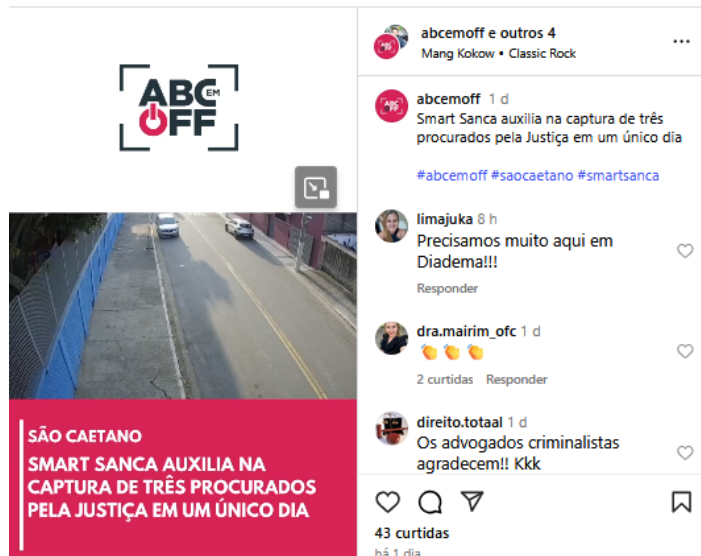 ABC EM
OFF
SÃO CAETANO
SMART SANCA AUXILIA NA
CAPTURA DE TRÊS PROCURADOS
PELA JUSTIÇA EM UM ÚNICO DIA
abcemoff e outros 4
Mang Kokow • Classic Rock
abcemoff 1 d
Smart Sanca auxilia na captura de três
procurados pela Justiça em um único dia
#abcemoff #saocaetano #smartsanca
limajuka 8 h
Precisamos muito aqui em
Diadema!!!
Responder
dra.mairim_ofc 1 d
👏👏👏
2 curtidas Responder
direito.totaal 1 d
Os advogados criminalistas
agradecem!! Kkk
43 curtidas
há 1 dia